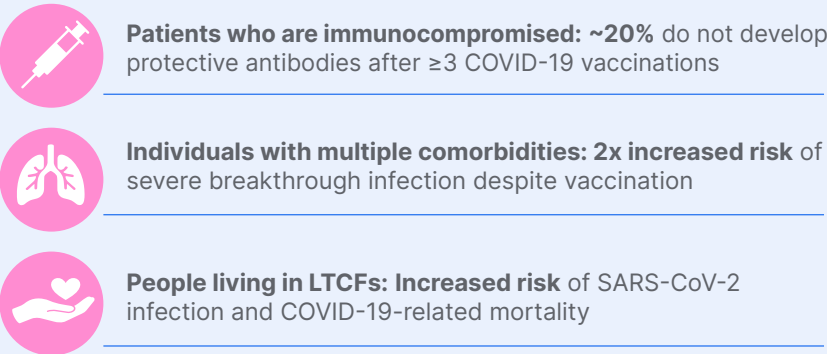 Patients who are immunocompromised: ~20% do not develop
protective antibodies after ≥3 COVID-19 vaccinations
Individuals with multiple comorbidities: 2x increased risk of
severe breakthrough infection despite vaccination
People living in LTCFs: Increased risk of SARS-CoV-2
infection and COVID-19-related mortality